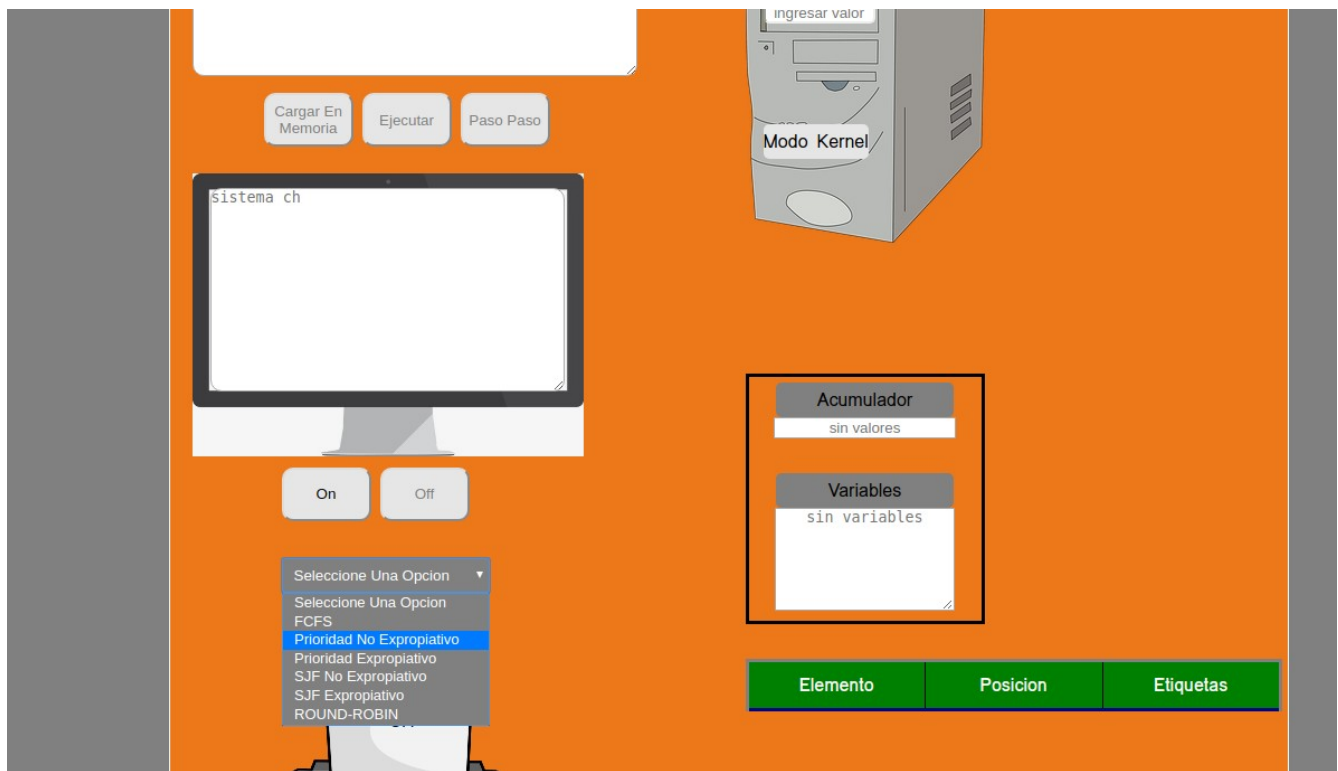 ingresar valor
Cargar En
Memoria
Ejecutar
Paso Paso
Modo Kernel
sistema ch
Acumulador
sin valores
On
Off
Variables
sin variables
Seleccione Una Opcion
Seleccione Una Opcion
FCFS
Prioridad No Expropiativo
Prioridad Expropiativo
SJF No Expropiativo
SJF Expropiativo
ROUND-ROBIN
Elemento
Posicion
Etiquetas